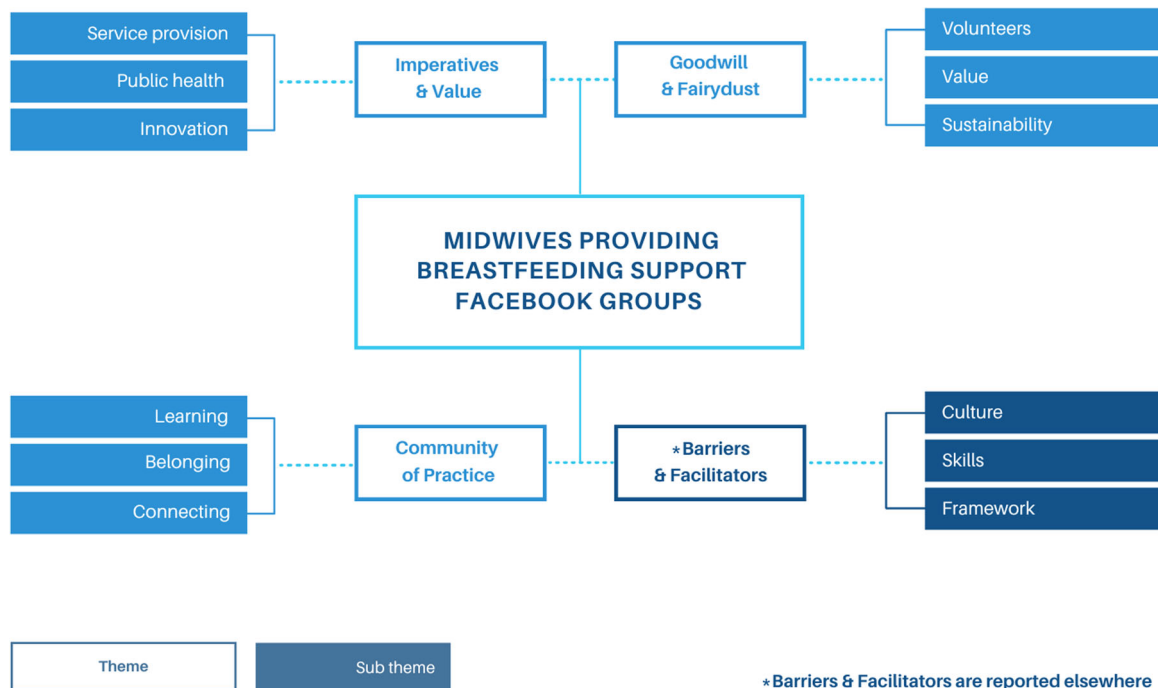 Service provision
Public health
Innovation
Imperatives
& Value
Goodwill
& Fairydust
Volunteers
Value
Sustainability
MIDWIVES PROVIDING
BREASTFEEDING SUPPORT
FACEBOOK GROUPS
Learning
Belonging
Connecting
Community
of Practice
*Barriers
& Facilitators
Culture
Skills
Framework
Theme
Sub theme
*Barriers & Facilitators are reported elsewhere